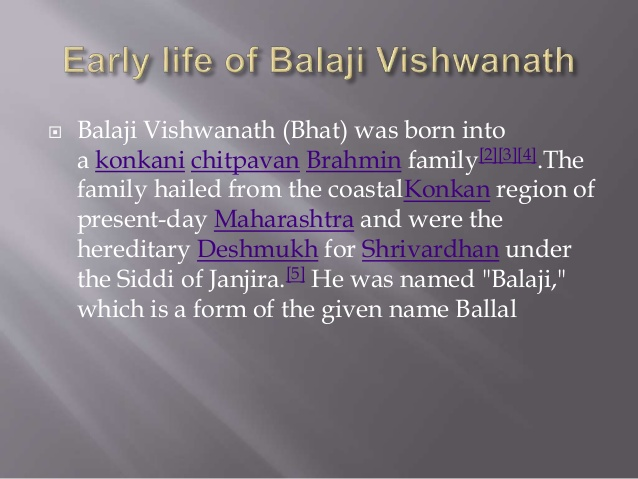 Early life of Balaji Vishwanath
Balaji Vishwanath (Bhat) was born into
a konkani chitpavan Brahmin family[2][3][4].The
family hailed from the coastalKonkan region of
present-day Maharashtra and were the
hereditary Deshmukh for Shrivardhan under
the Siddi of Janjira.[5] He was named "Balaji,"
which is a form of the given name Ballal